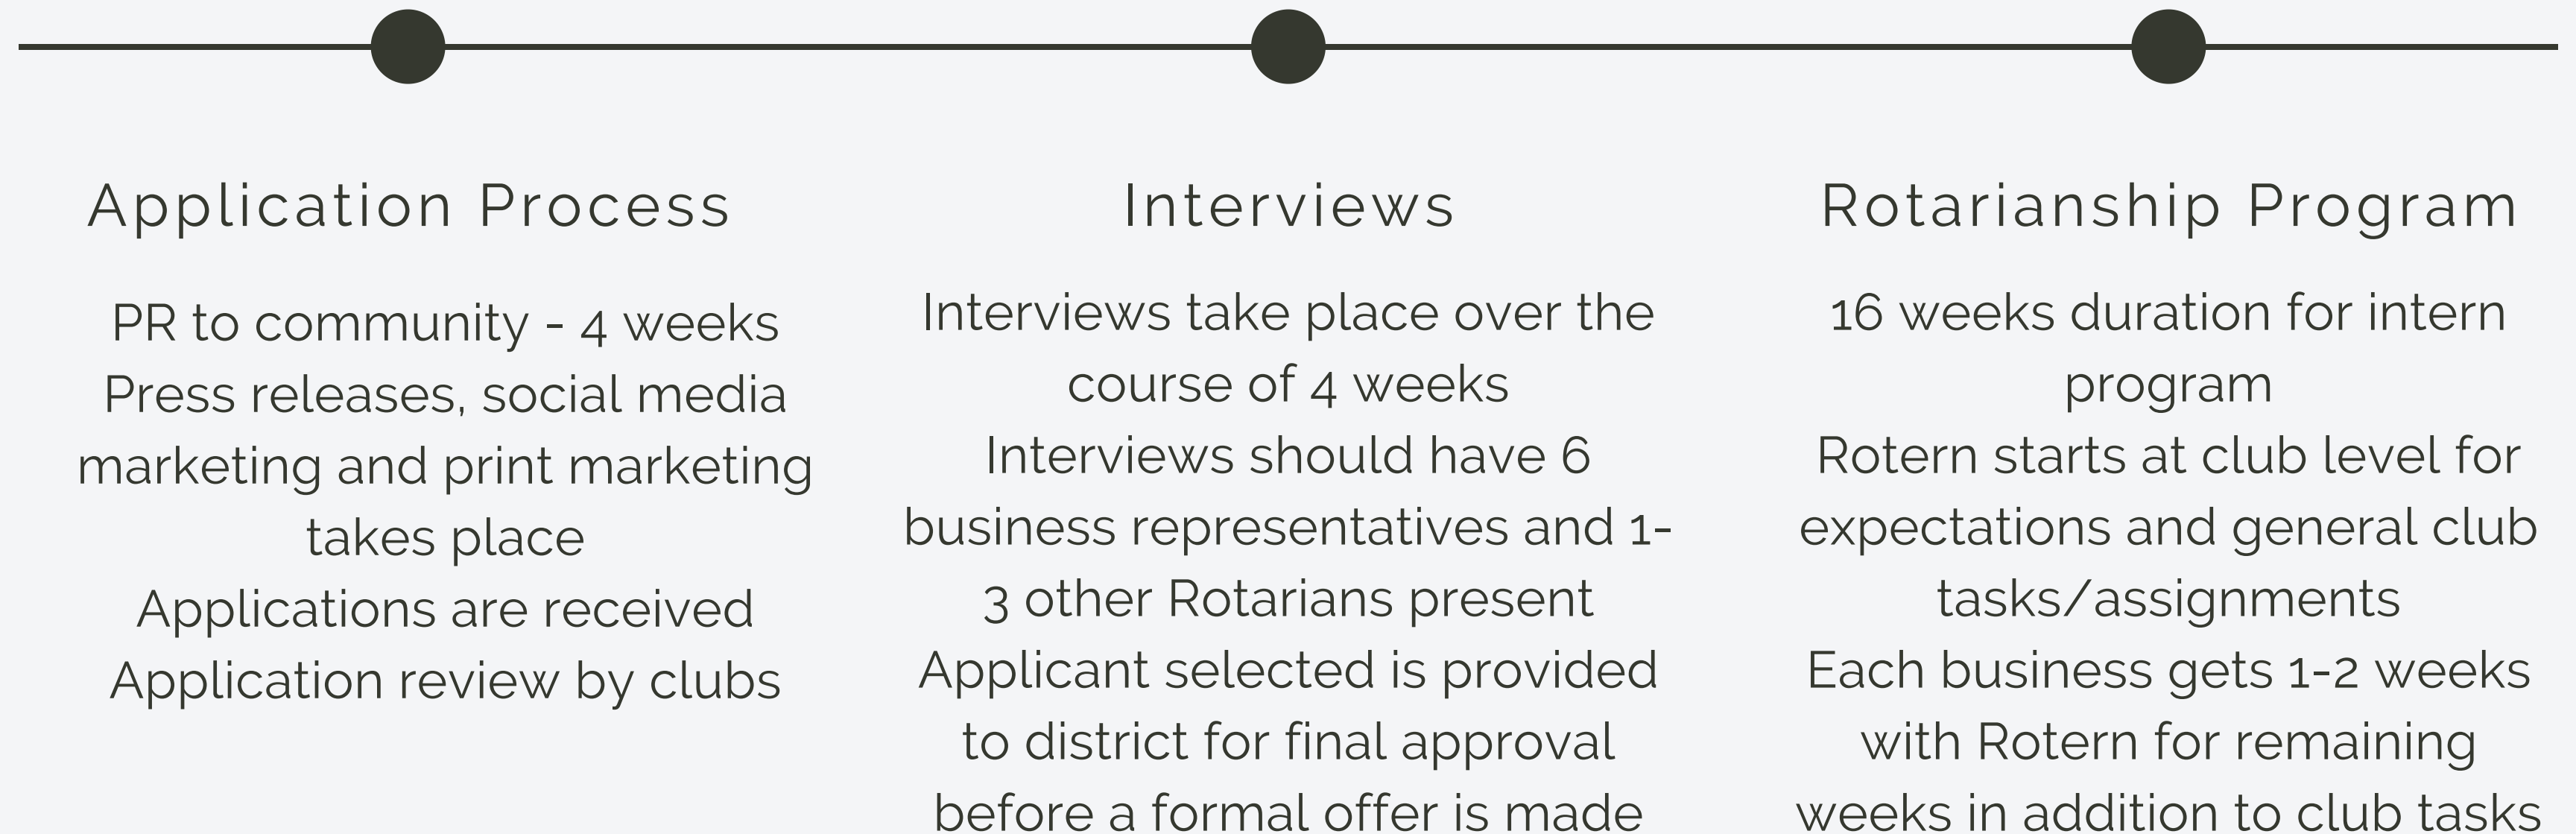 Application Process
PR to community - 4 weeks
Press releases, social media
marketing and print marketing
takes place
Applications are received
Application review by clubs
Interviews
Interviews take place over the
course of 4 weeks
Interviews should have 6
business representatives and 1-
3 other Rotarians present
Applicant selected is provided
to district for final approval
before a formal offer is made
Rotarianship Program
16 weeks duration for intern
program
Rotern starts at club level for
expectations and general club
tasks/assignments
Each business gets 1-2 weeks
with Rotern for remaining
weeks in addition to club tasks